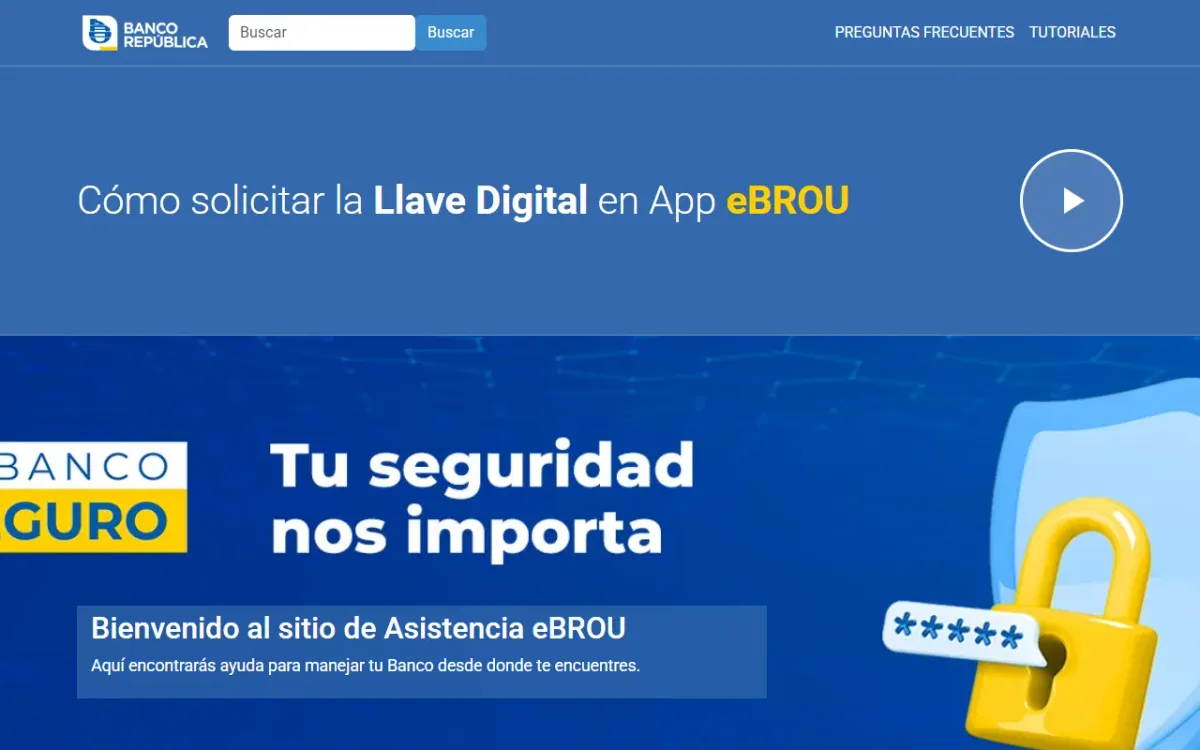 BANCO
REPÚBLICA
Buscar
Buscar
PREGUNTAS FRECUENTES
TUTORIALES
Cómo solicitar la Llave Digital en App eBROU
BANCO
GURO
Tu seguridad
nos importa
Bienvenido al sitio de Asistencia eBROU
Aquí encontrarás ayuda para manejar tu Banco desde donde te encuentres.
*****